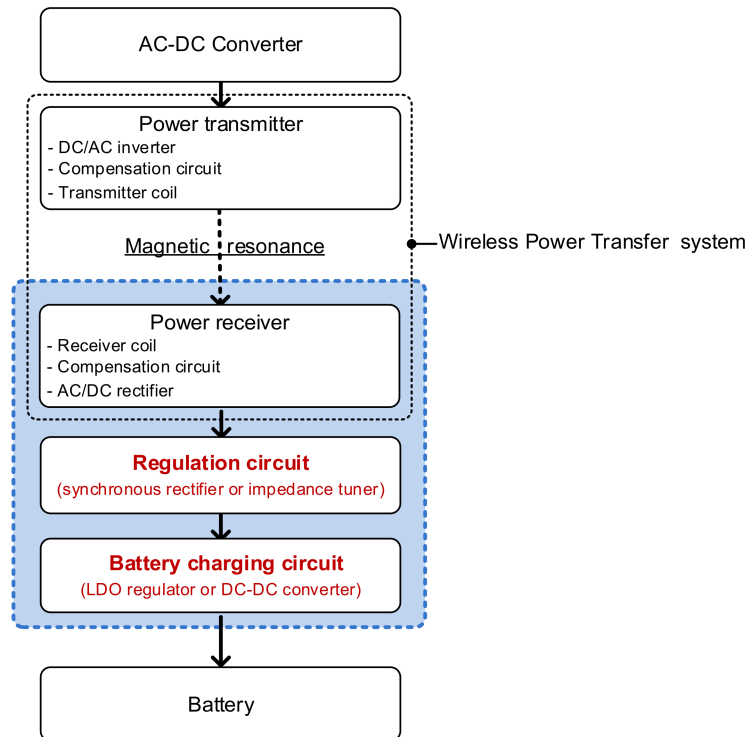 AC-DC Converter
Power transmitter
- DC/AC inverter
- Compensation circuit
- Transmitter coil
Magnetic resonance
Wireless Power Transfer system
Power receiver
- Receiver coil
- Compensation circuit
- AC/DC rectifier
Regulation circuit
(synchronous rectifier or impedance tuner)
Battery charging circuit
(LDO regulator or DC-DC converter)
Battery